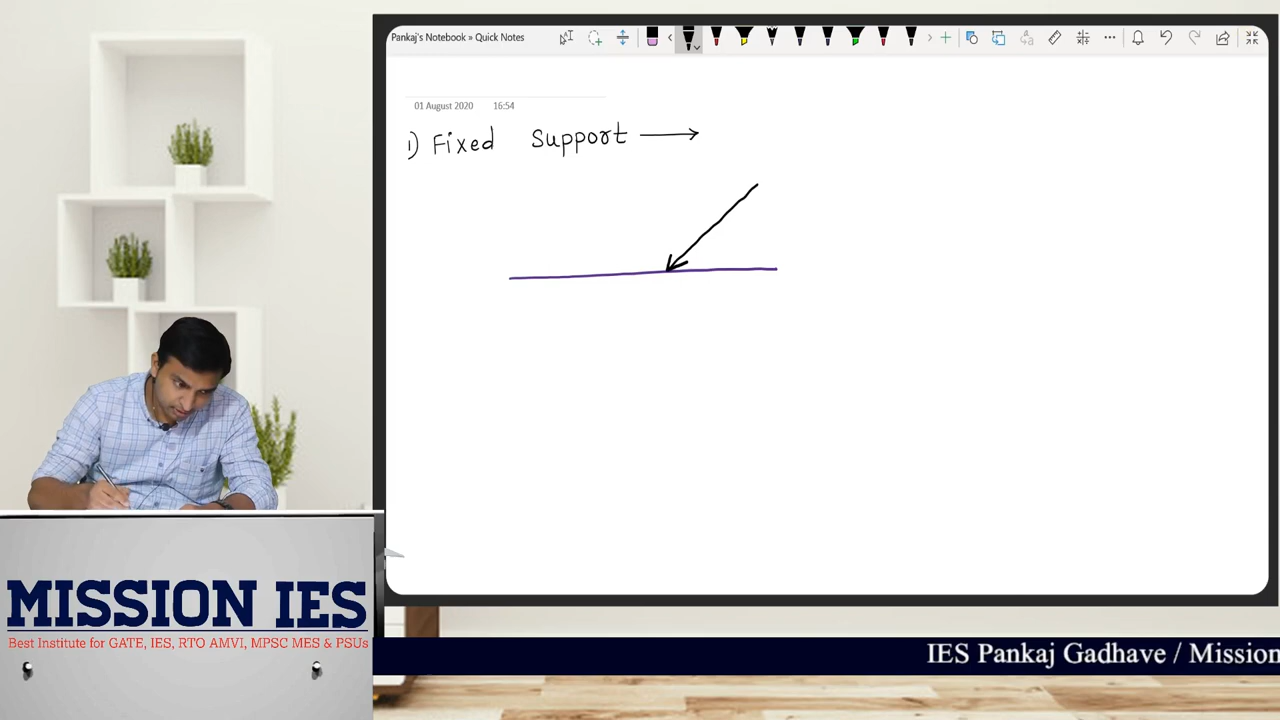 Pankaj's Notebook » Quick Notes
01 August 2020 16:54
1) Fixed Support →
MISSION IES
Best Institute for GATE, IES, RTO AMVI, MPSC MES & PSUs
IES Pankaj Gadhave / Mission